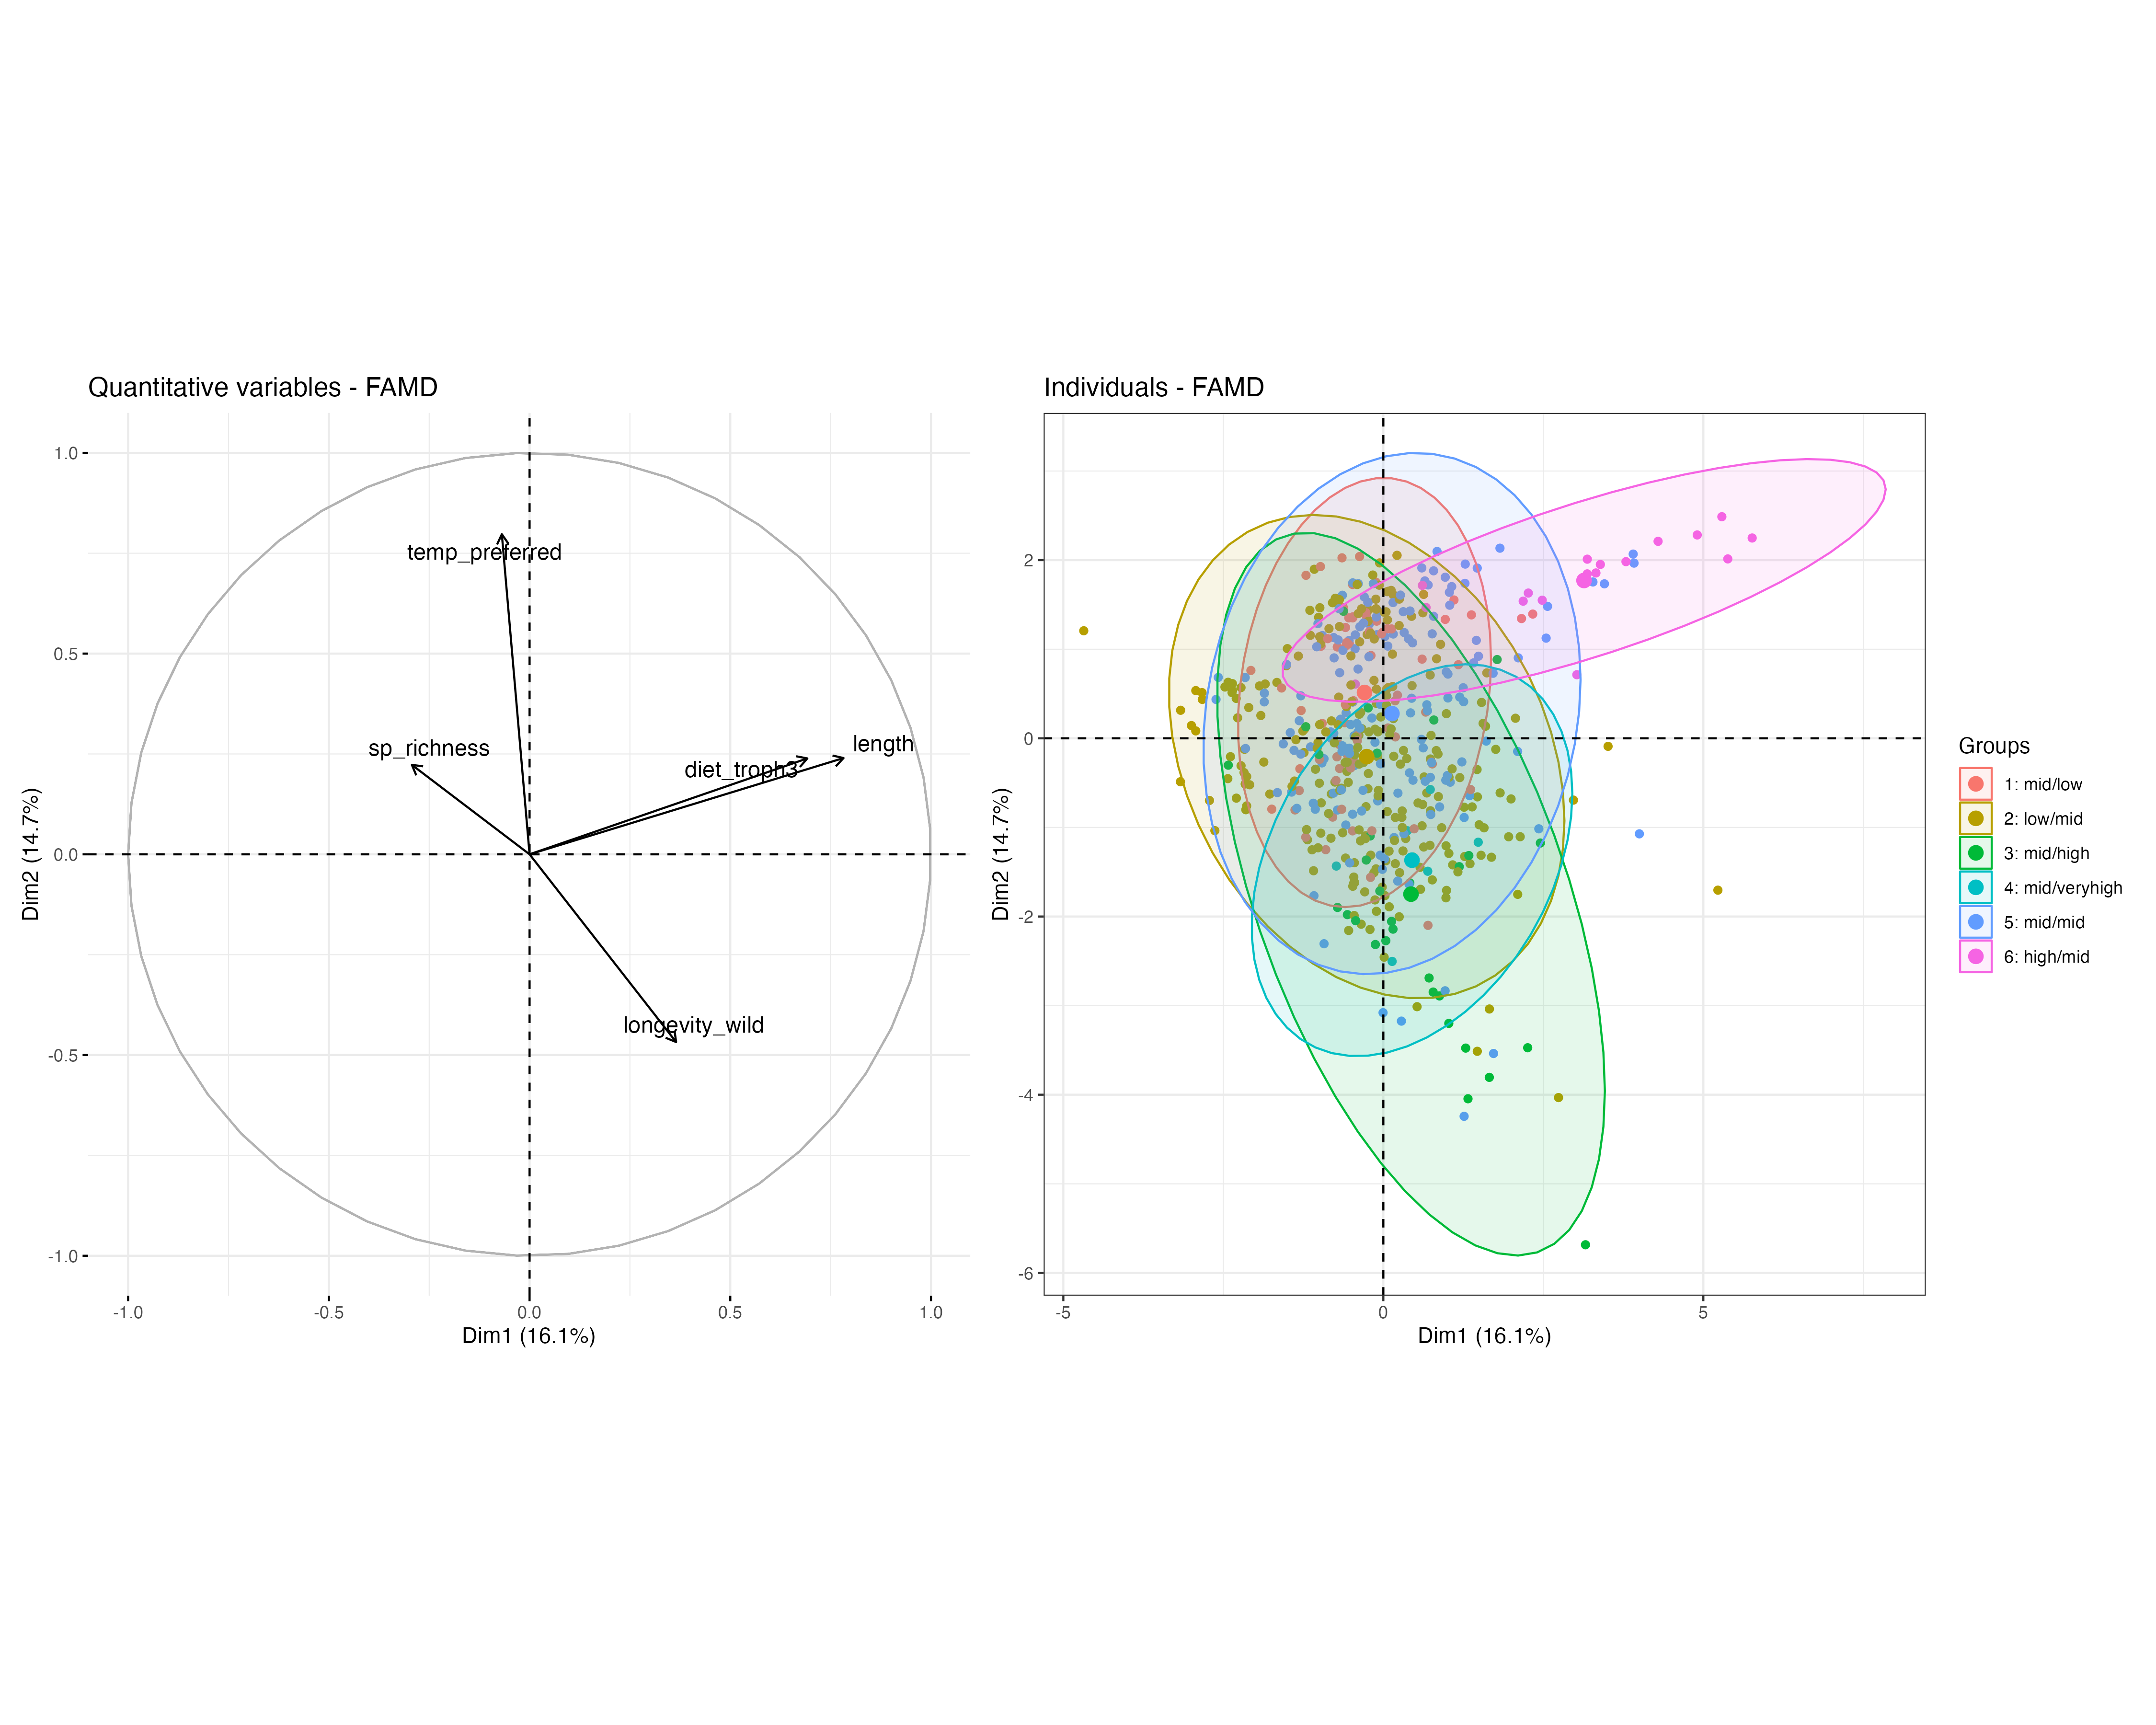 Quantitative variables - FAMD
1.0
0.5
0.0
-0.5
-1.0
Dim2 (14.7%)
temp_preferred
sp_richness
length
diet_troph3
longevity_wild
-1.0 -0.5 0.0 0.5 1.0
Dim1 (16.1%)
Individuals - FAMD
2
0
-2
-4
-6
Dim2 (14.7%)
-5 0 5
Dim1 (16.1%)
Groups
1: mid/low
2: low/mid
3: mid/high
4: mid/veryhigh
5: mid/mid
6: high/mid